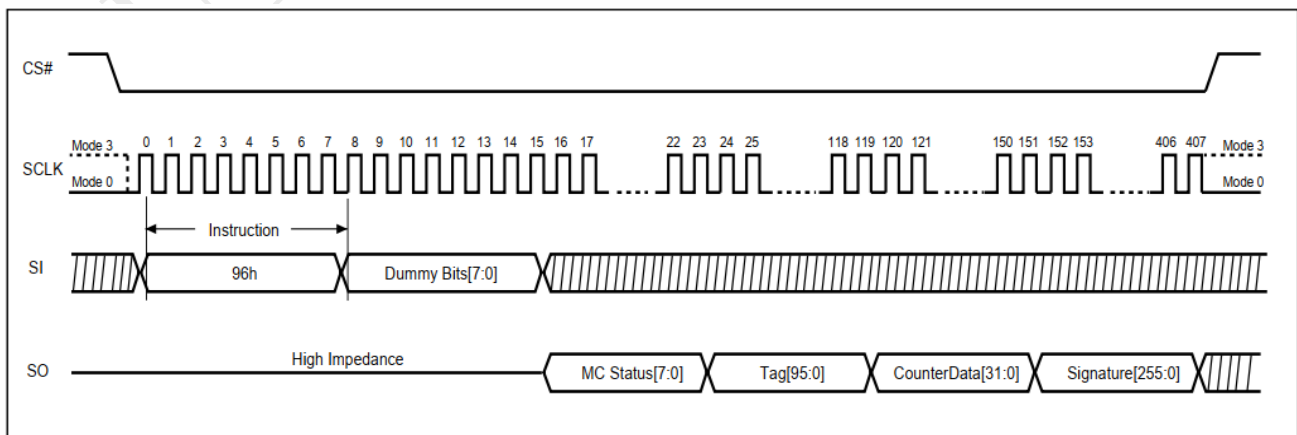 CS#
0 1 2 3 4 5 6 7 8 9 10 11 12 13 14 15 16 17 22 23 24 25 118 119 120 121 150 151 152 153 406 407
Mode 3 Mode 3
SCLK
Mode 0 Mode 0
Instruction
SI 96h Dummy Bits[7:0]
High Impedance
SO MC Status[7:0] Tag[95:0] CounterData[31:0] Signature[255:0]